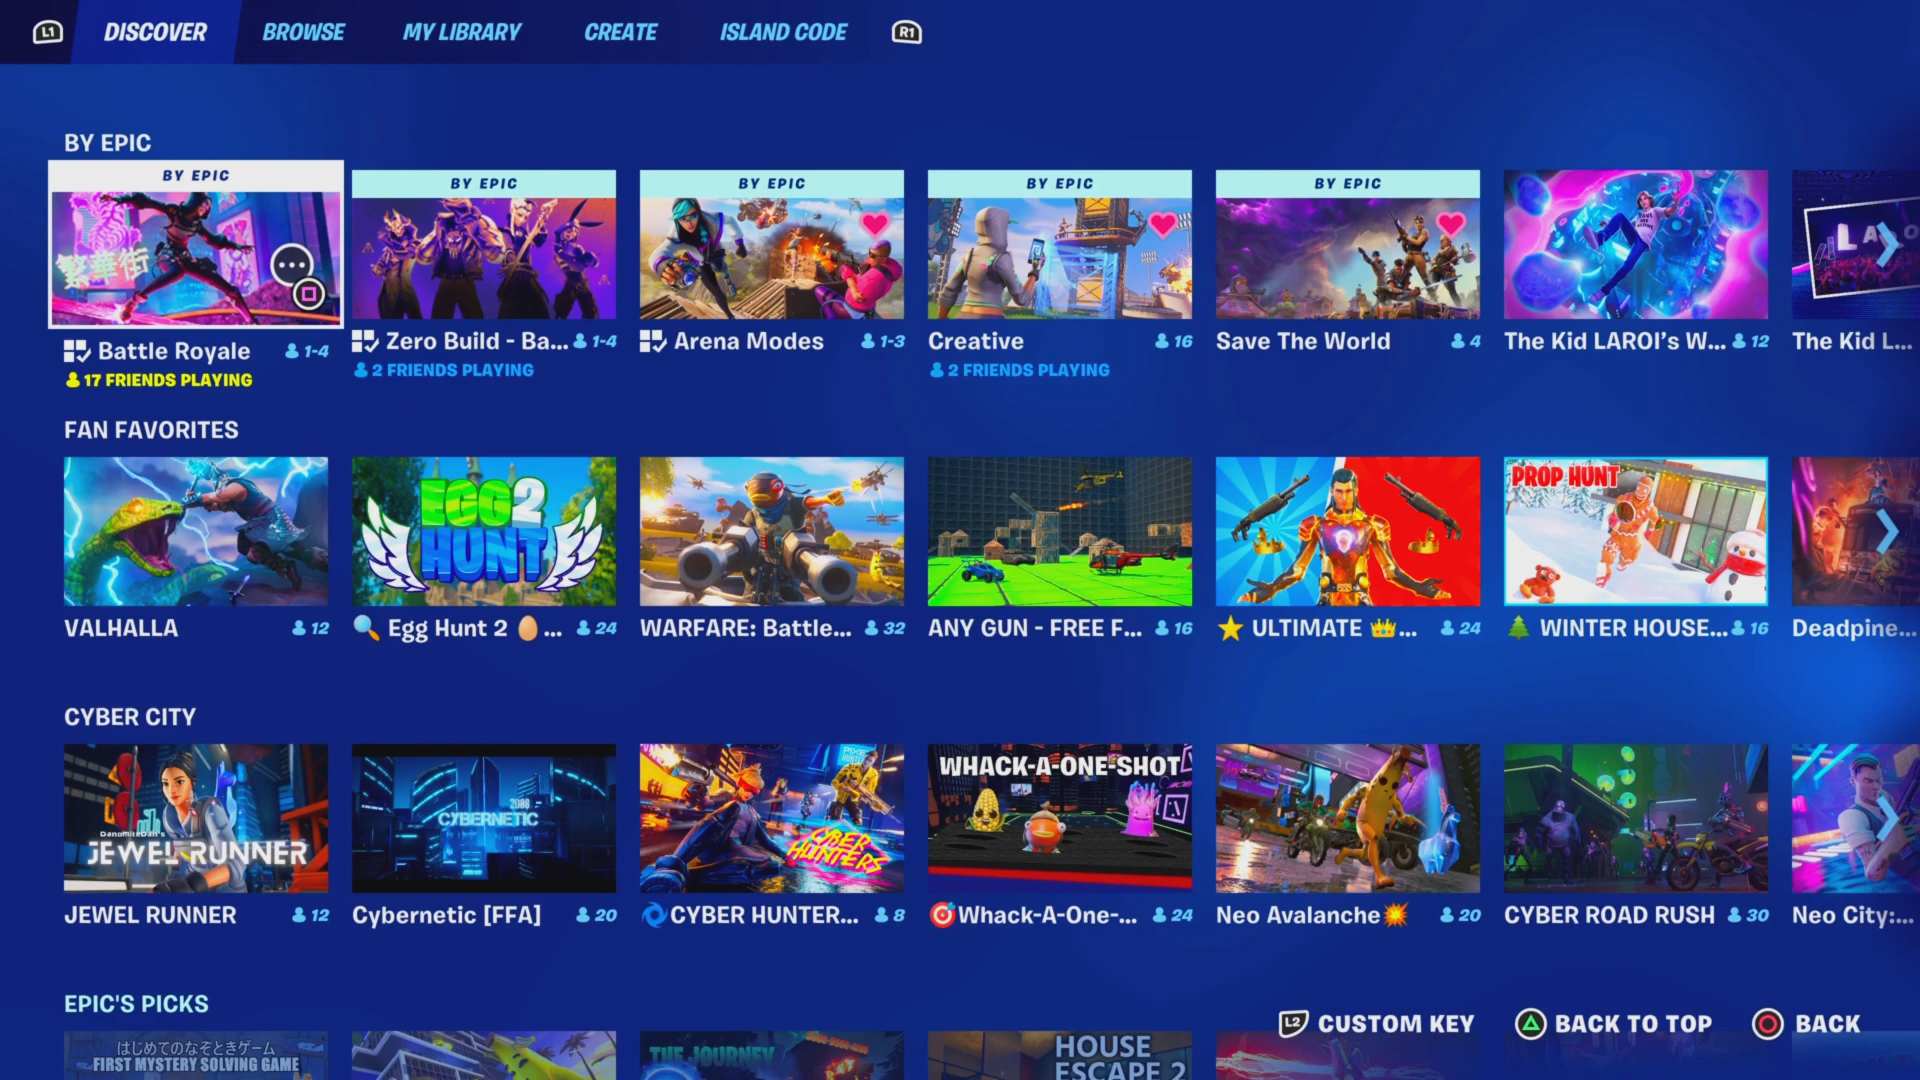 L1 DISCOVER BROWSE MY LIBRARY CREATE ISLAND CODE R1
BY EPIC
BY EPIC
BY EPIC
BY EPIC
BY EPIC
BY EPIC
繁華街
LARO
Battle Royale 1-4
17 FRIENDS PLAYING
Zero Build - Ba... 1-4
2 FRIENDS PLAYING
Arena Modes 1-3
Creative 16
2 FRIENDS PLAYING
Save The World 4
The Kid LAROI's W... 12
The Kid L...
FAN FAVORITES
EGG 2
HUNT
PROP HUNT
VALHALLA 12
Egg Hunt 2 🥚... 24
WARFARE: Battle... 32
ANY GUN - FREE F... 16
ULTIMATE 👑... 24
WINTER HOUSE... 16
Deadpine...
CYBER CITY
DanomiteDan's
JEWEL RUNNER
2088
CYBERNETIC
CYBER
HUNTERS
WHACK-A-ONE-SHOT
JEWEL RUNNER 12
Cybernetic [FFA] 20
CYBER HUNTER... 8
Whack-A-One-... 24
Neo Avalanche 20
CYBER ROAD RUSH 30
Neo City:...
EPIC'S PICKS
はじめてのなぞときゲーム
FIRST MYSTERY SOLVING GAME
THE JOURNEY
HOUSE
ESCAPE 2
L2 CUSTOM KEY BACK TO TOP BACK